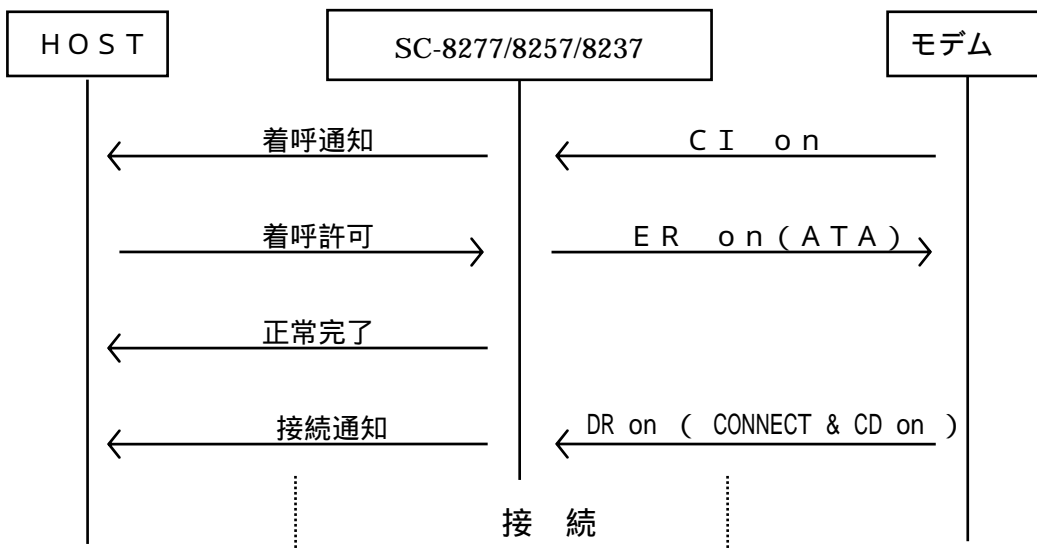 ＨＯＳＴ
SC-8277/8257/8237
モデム
着呼通知
ＣＩ　ｏｎ
着呼許可
ＥＲ　ｏｎ（ＡＴＡ）
正常完了
接続通知
DR on ( CONNECT & CD on )
接　続